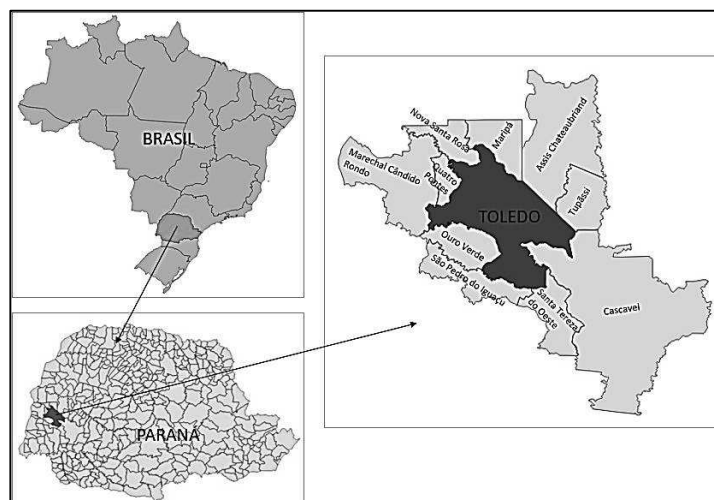 BRASIL
PARANÁ
Nova Santa Rosa
Maripá
Assis Chateaubriand
Marechal Cândido
Rondo
Quatro
Pontes
Tupãssi
TOLEDO
Ouro Verde
São Pedro do Iguaçu
Santa Tereza
do Oeste
Cascavel